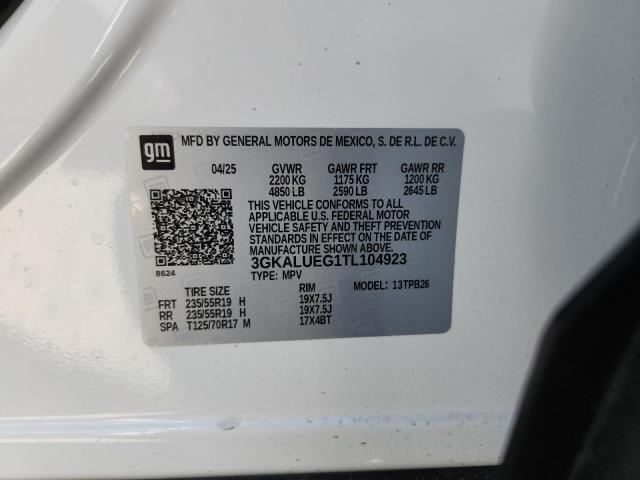 gm
MFD BY GENERAL MOTORS DE MEXICO, S. DE R.L. DE C.V.
04/25 GVWR GAWR FRT GAWR RR
2200 KG 1175 KG 1200 KG
4850 LB 2590 LB 2645 LB
THIS VEHICLE CONFORMS TO ALL
APPLICABLE U.S. FEDERAL MOTOR
VEHICLE SAFETY AND THEFT PREVENTION
STANDARDS IN EFFECT ON THE DATE OF
MANUFACTURE SHOWN ABOVE.
3GKALUEG1TL104923
8624
TYPE: MPV
MODEL: 13TPB26
TIRE SIZE RIM
FRT 235/55R19 H 19X7.5J
RR 235/55R19 H 19X7.5J
SPA T125/70R17 M 17X4BT